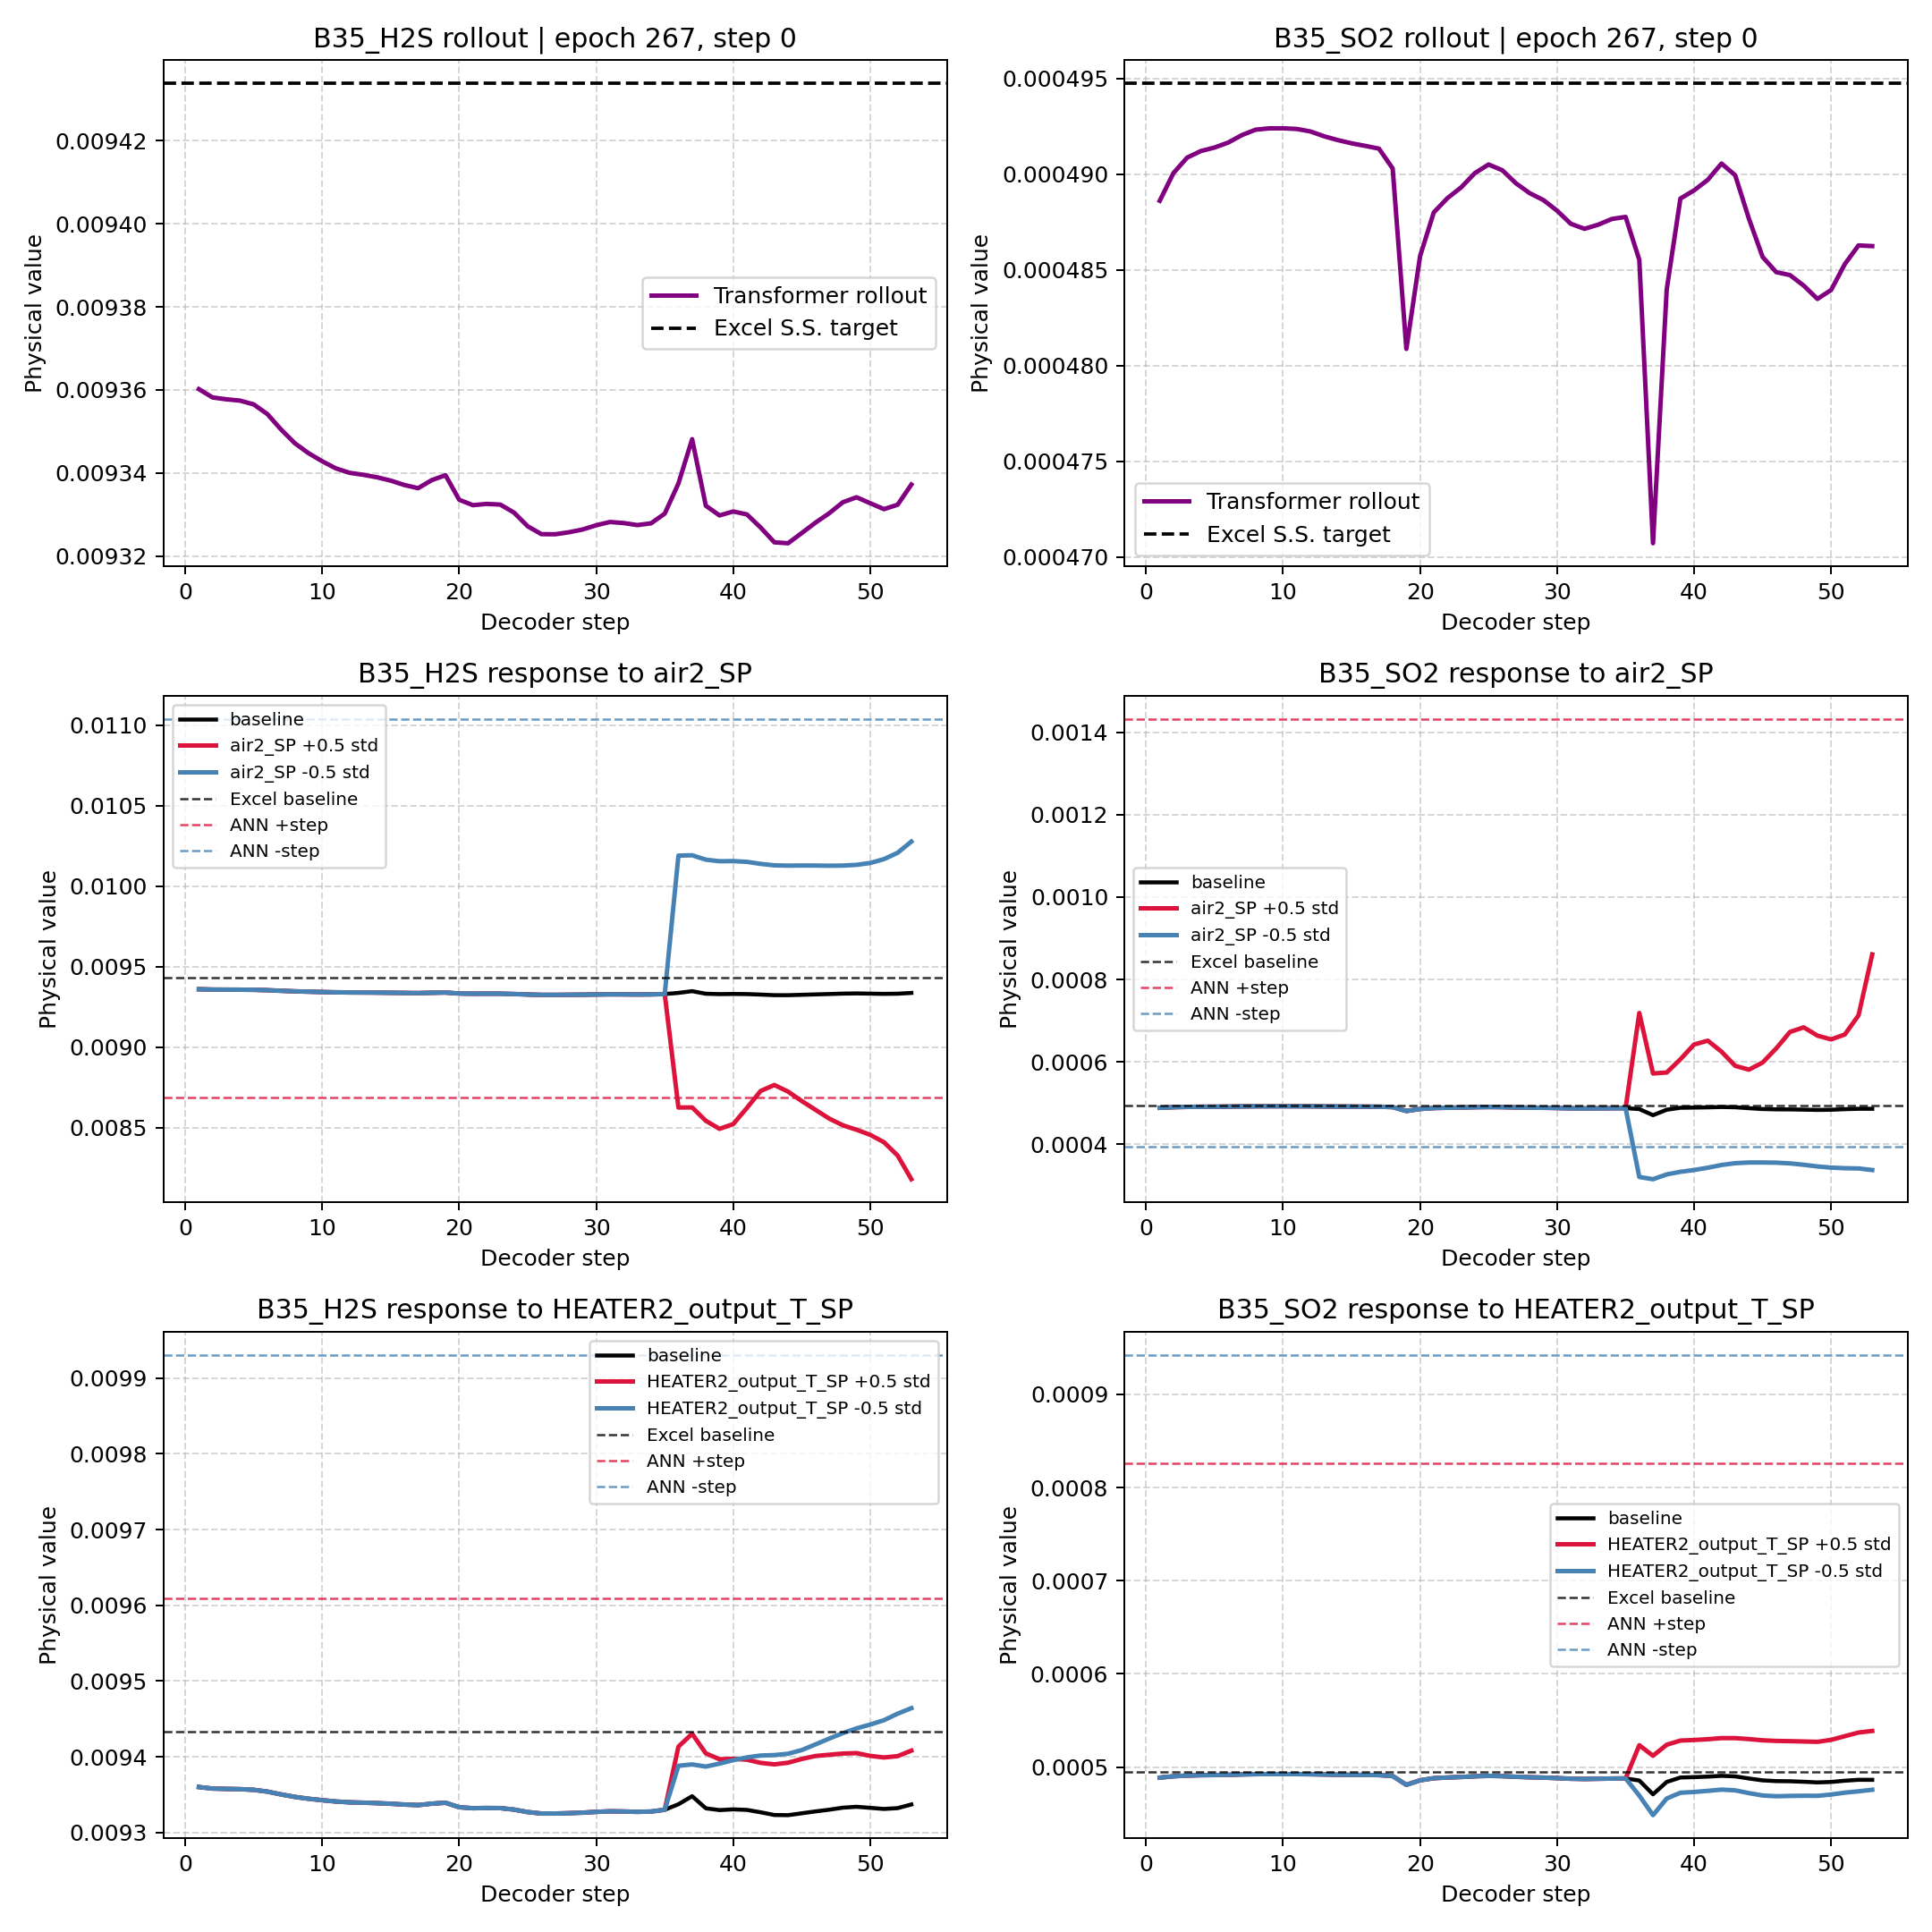 B35_H2S rollout | epoch 267, step 0
Physical value
0.00942
0.00940
0.00938
0.00936
0.00934
0.00932
Transformer rollout
Excel S.S. target
0 10 20 30 40 50
Decoder step
B35_SO2 rollout | epoch 267, step 0
Physical value
0.000495
0.000490
0.000485
0.000480
0.000475
0.000470
Transformer rollout
Excel S.S. target
0 10 20 30 40 50
Decoder step
B35_H2S response to air2_SP
Physical value
0.0110
0.0105
0.0100
0.0095
0.0090
0.0085
baseline
air2_SP +0.5 std
air2_SP -0.5 std
Excel baseline
ANN +step
ANN -step
0 10 20 30 40 50
Decoder step
B35_SO2 response to air2_SP
Physical value
0.0014
0.0012
0.0010
0.0008
0.0006
0.0004
baseline
air2_SP +0.5 std
air2_SP -0.5 std
Excel baseline
ANN +step
ANN -step
0 10 20 30 40 50
Decoder step
B35_H2S response to HEATER2_output_T_SP
Physical value
0.0099
0.0098
0.0097
0.0096
0.0095
0.0094
0.0093
baseline
HEATER2_output_T_SP +0.5 std
HEATER2_output_T_SP -0.5 std
Excel baseline
ANN +step
ANN -step
0 10 20 30 40 50
Decoder step
B35_SO2 response to HEATER2_output_T_SP
Physical value
0.0009
0.0008
0.0007
0.0006
0.0005
baseline
HEATER2_output_T_SP +0.5 std
HEATER2_output_T_SP -0.5 std
Excel baseline
ANN +step
ANN -step
0 10 20 30 40 50
Decoder step